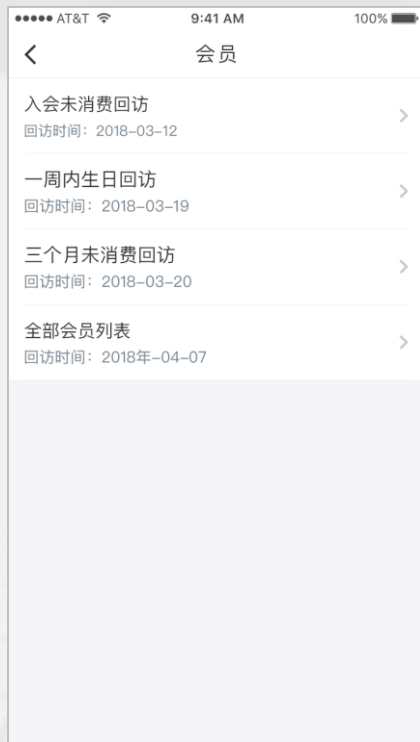 AT&T 9:41 AM 100%
会员
入会未消费回访
回访时间：2018-03-12
一周内生日回访
回访时间：2018-03-19
三个月未消费回访
回访时间：2018-03-20
全部会员列表
回访时间：2018年-04-07